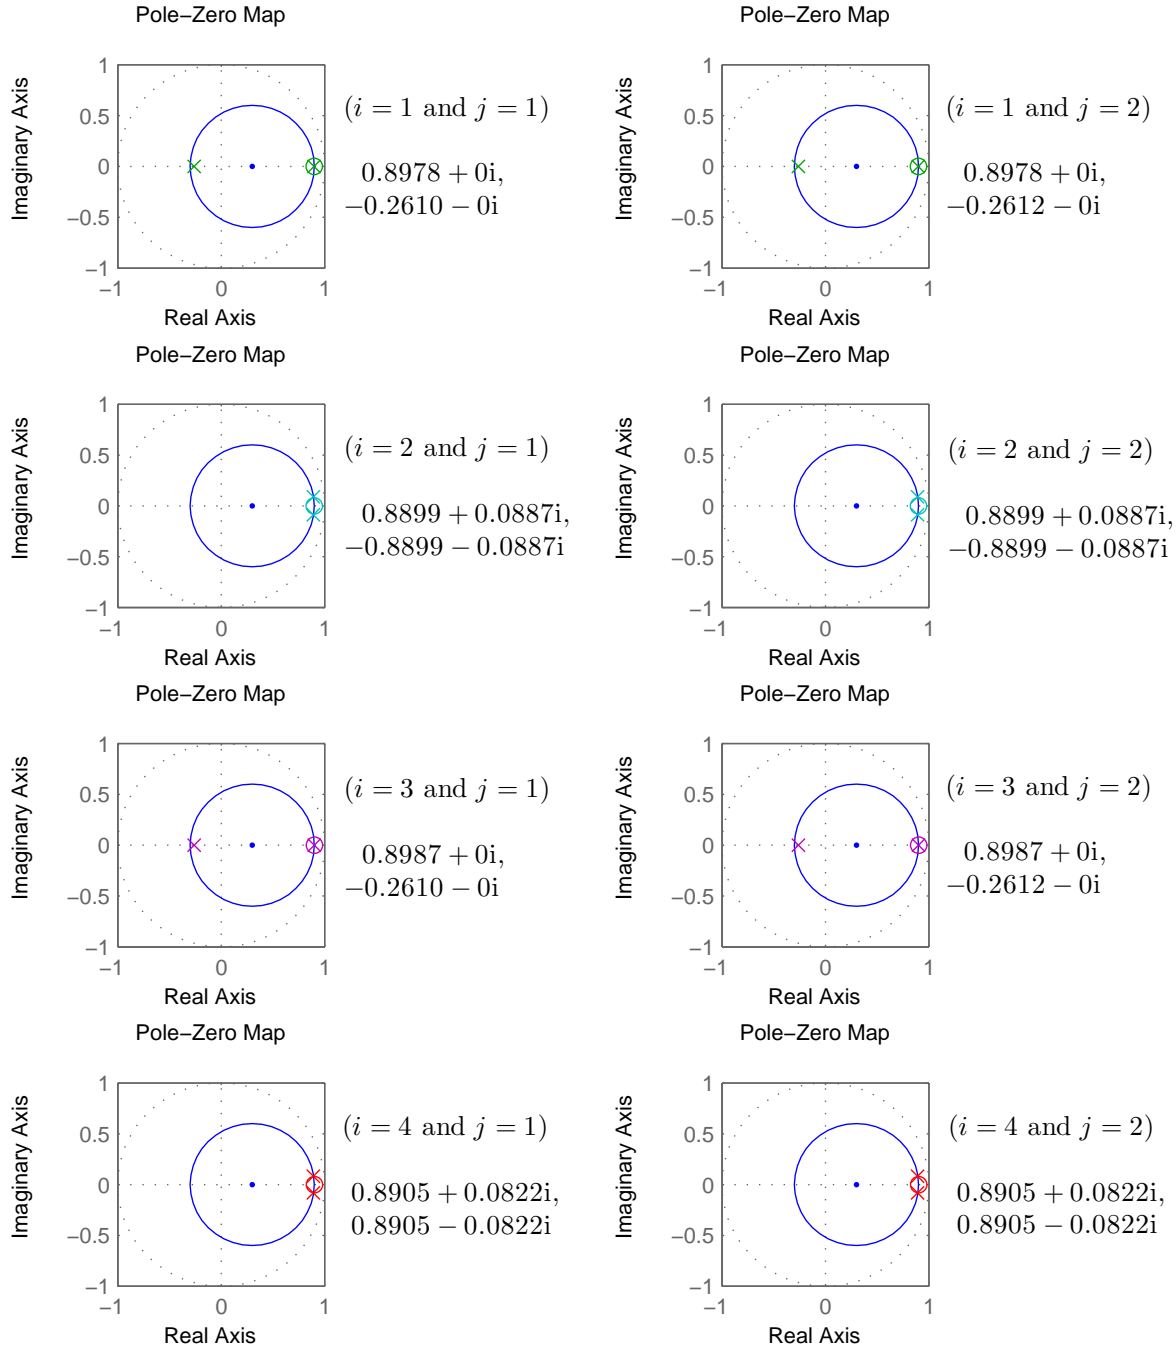 Pole−Zero Map
Imaginary Axis
1
0.5
0
−0.5
−1
−1 0 1
Real Axis
(i = 1 and j = 1)
0.8978 + 0i,
−0.2610 − 0i
Pole−Zero Map
Imaginary Axis
1
0.5
0
−0.5
−1
−1 0 1
Real Axis
(i = 1 and j = 2)
0.8978 + 0i,
−0.2612 − 0i
Pole−Zero Map
Imaginary Axis
1
0.5
0
−0.5
−1
−1 0 1
Real Axis
(i = 2 and j = 1)
0.8899 + 0.0887i,
−0.8899 − 0.0887i
Pole−Zero Map
Imaginary Axis
1
0.5
0
−0.5
−1
−1 0 1
Real Axis
(i = 2 and j = 2)
0.8899 + 0.0887i,
−0.8899 − 0.0887i
Pole−Zero Map
Imaginary Axis
1
0.5
0
−0.5
−1
−1 0 1
Real Axis
(i = 3 and j = 1)
0.8987 + 0i,
−0.2610 − 0i
Pole−Zero Map
Imaginary Axis
1
0.5
0
−0.5
−1
−1 0 1
Real Axis
(i = 3 and j = 2)
0.8987 + 0i,
−0.2612 − 0i
Pole−Zero Map
Imaginary Axis
1
0.5
0
−0.5
−1
−1 0 1
Real Axis
(i = 4 and j = 1)
0.8905 + 0.0822i,
0.8905 − 0.0822i
Pole−Zero Map
Imaginary Axis
1
0.5
0
−0.5
−1
−1 0 1
Real Axis
(i = 4 and j = 2)
0.8905 + 0.0822i,
0.8905 − 0.0822i